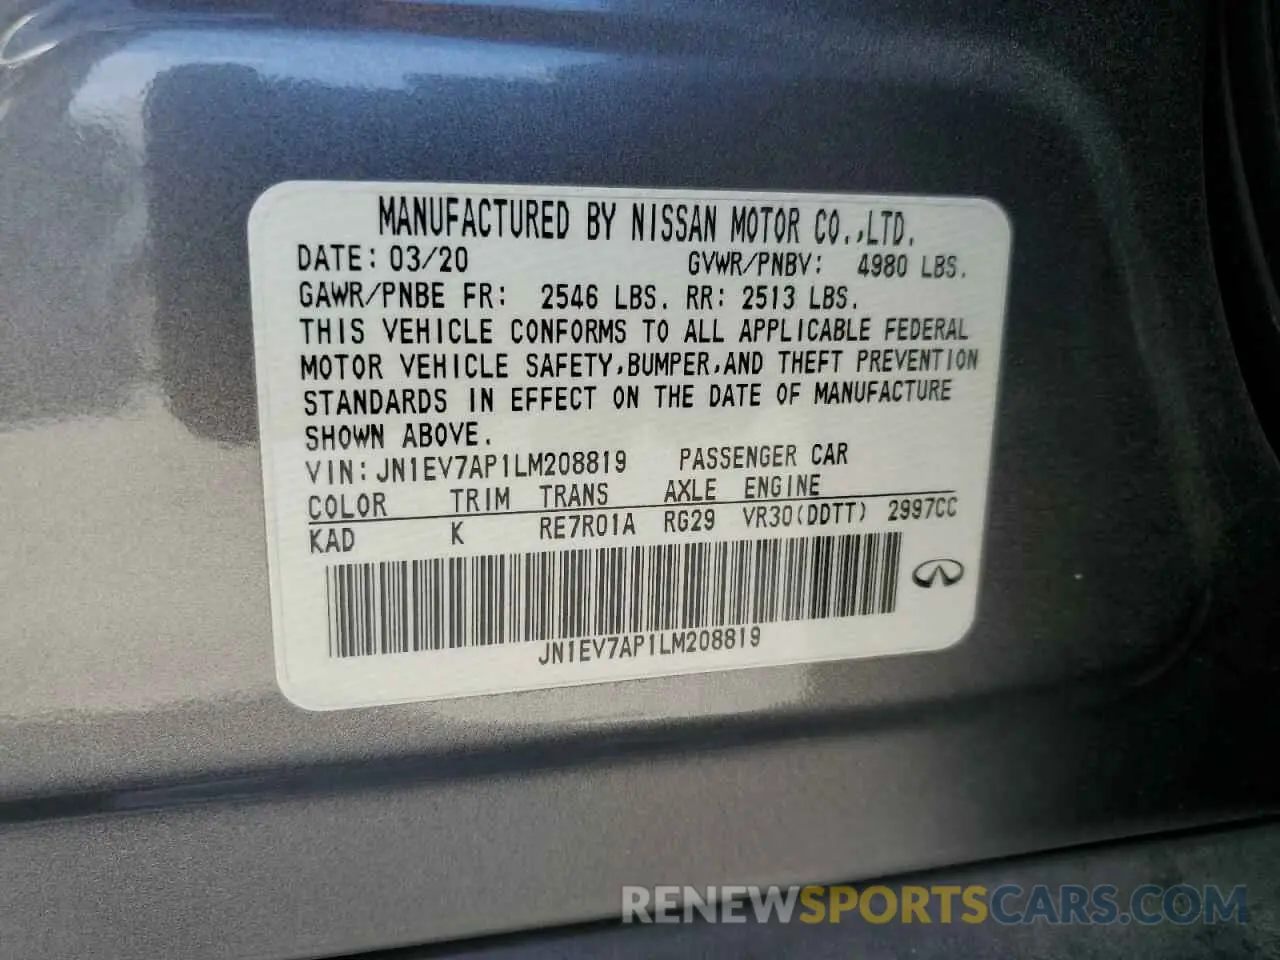 MANUFACTURED BY NISSAN MOTOR CO.,LTD.
DATE: 03/20 GVWR/PNBV: 4980 LBS.
GAWR/PNBE FR: 2546 LBS. RR: 2513 LBS.
THIS VEHICLE CONFORMS TO ALL APPLICABLE FEDERAL
MOTOR VEHICLE SAFETY,BUMPER,AND THEFT PREVENTION
STANDARDS IN EFFECT ON THE DATE OF MANUFACTURE
SHOWN ABOVE.
VIN:JN1EV7AP1LM208819 PASSENGER CAR
COLOR TRIM TRANS AXLE ENGINE
KAD K RE7R01A RG29 VR30(DDTT) 2997CC
JN1EV7AP1LM208819
RENEWSPORTSCARS.COM